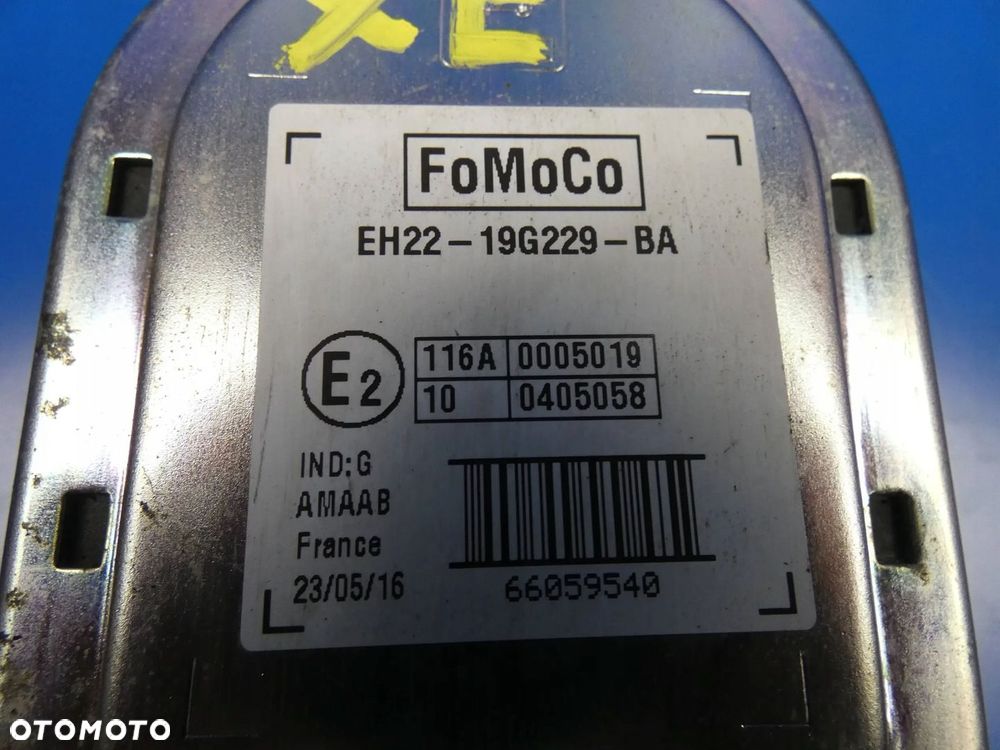 XE
FoMoCo
EH22-19G229-BA
E2
116A 0005019
10 0405058
IND:G
AMAAB
France
23/05/16
66059540
OTOMOTO